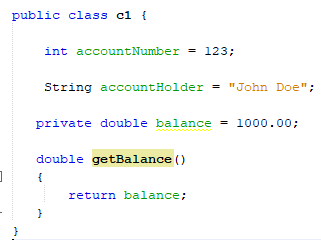 public class c1 {
int accountNumber = 123;
String accountHolder = "John Doe";
private double balance = 1000.00;
double getBalance()
{
return balance;
}
}